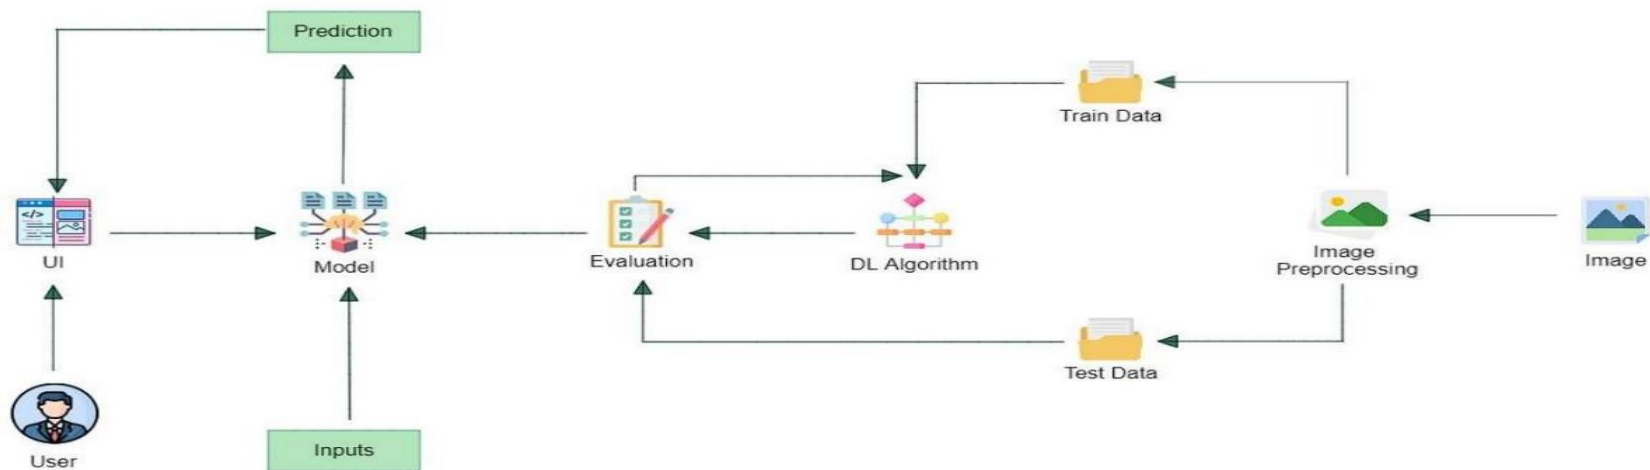 Prediction
Train Data
UI
Model
Evaluation
DL Algorithm
Image
Preprocessing
Image
Test Data
User
Inputs